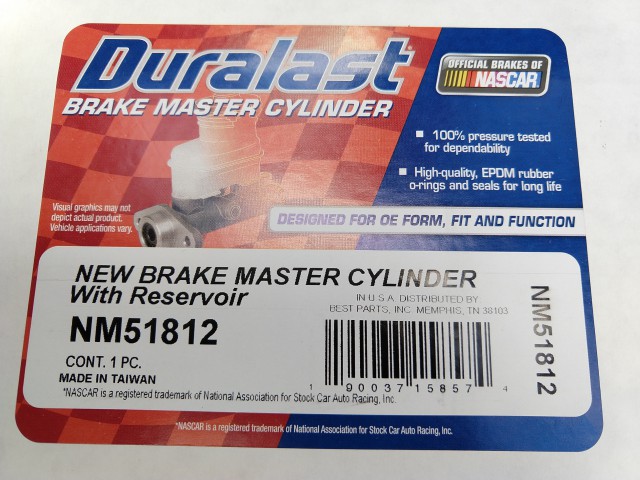 Duralast
BRAKE MASTER CYLINDER
OFFICIAL BRAKES OF
NASCAR
100% pressure tested
for dependability
High-quality, EPDM rubber
o-rings and seals for long life
Visual graphics may not
depict actual product.
Vehicle applications vary.
DESIGNED FOR OE FORM, FIT AND FUNCTION
NEW BRAKE MASTER CYLINDER
With Reservoir
IN U.S.A. DISTRIBUTED BY
BEST PARTS, INC. MEMPHIS, TN 38103
NM51812
CONT. 1 PC.
MADE IN TAIWAN
1 90037 15857 4
NM51812
*NASCAR is a registered trademark of National Association for Stock Car Auto Racing, Inc.
*NASCAR is a registered trademark of National Association for Stock Car Auto Racing, Inc.